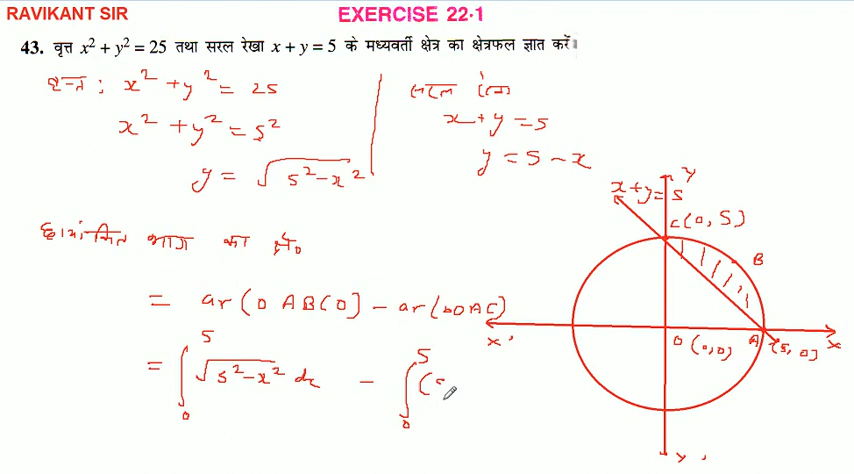 RAVIKANT SIR
EXERCISE 22·1
43. वृत्त x² + y² = 25 तथा सरल रेखा x + y = 5 के मध्यवर्ती क्षेत्र का क्षेत्रफल ज्ञात करें।
वृत्त : x² + y² = 25
x² + y² = 5²
y = √(5² – x²)
सरल रेखा
x + y = 5
y = 5 – x
छायांकित भाग का क्षे०
= ar(OABCO) – ar(ΔOAC)
= ∫₀⁵ √(5² – x²) dx – ∫₀⁵ (5
x+y=5
Y
C(0, 5)
B
X'
O (0,0)
A
(5, 0)
X
Y'